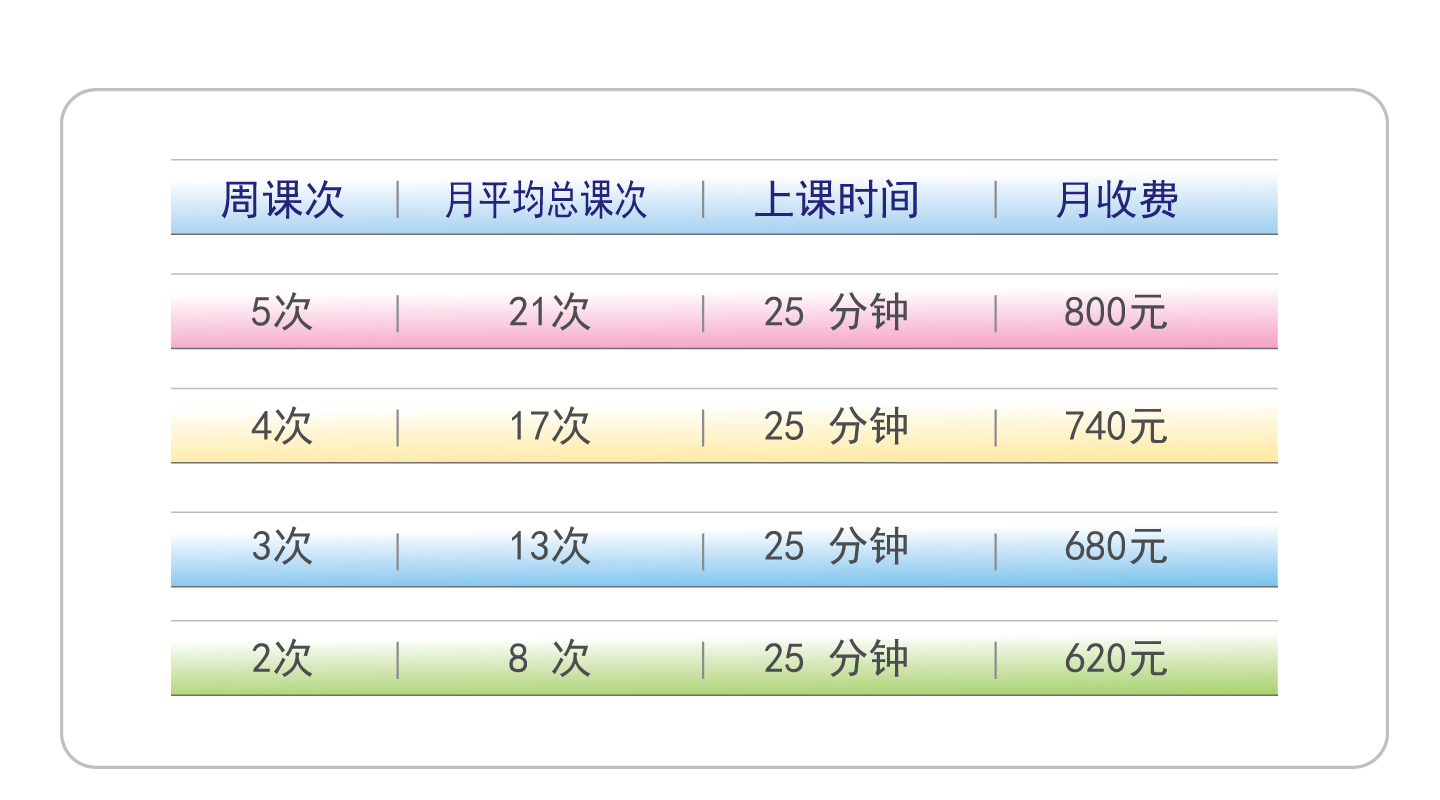 周课次 月平均总课次 上课时间 月收费
5次 21次 25 分钟 800元
4次 17次 25 分钟 740元
3次 13次 25 分钟 680元
2次 8 次 25 分钟 620元